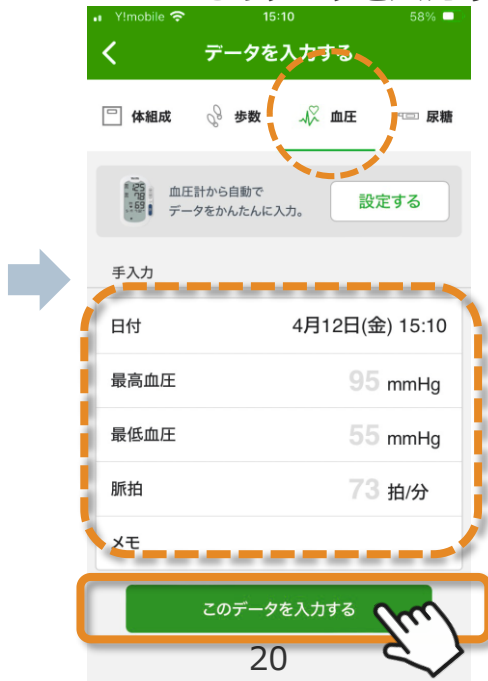 Y!mobile 15:10 58%
データを入力する
体組成 歩数 血圧 尿糖
血圧計から自動で
データをかんたんに入力。
設定する
手入力
日付 4月12日(金) 15:10
最高血圧 95 mmHg
最低血圧 55 mmHg
脈拍 73 拍/分
メモ
このデータを入力する
20